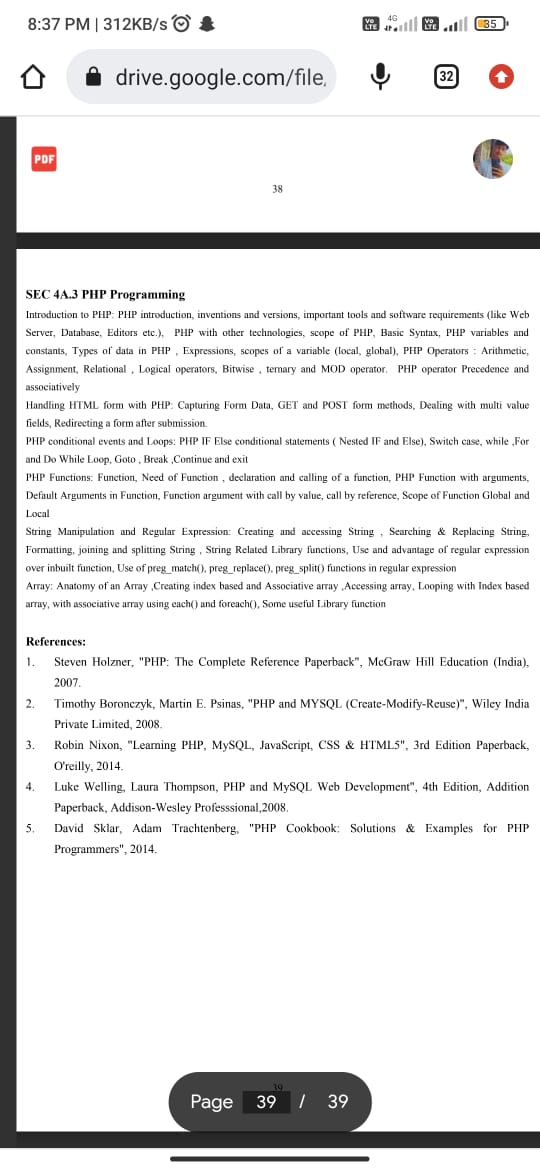 8:37 PM | 312KB/s
Vo LTE 4G Vo LTE 35
drive.google.com/file,
32
PDF
38
SEC 4A.3 PHP Programming
Introduction to PHP: PHP introduction, inventions and versions, important tools and software requirements (like Web
Server, Database, Editors etc.), PHP with other technologies, scope of PHP, Basic Syntax, PHP variables and
constants, Types of data in PHP , Expressions, scopes of a variable (local, global), PHP Operators : Arithmetic,
Assignment, Relational , Logical operators, Bitwise , ternary and MOD operator. PHP operator Precedence and
associatively
Handling HTML form with PHP: Capturing Form Data, GET and POST form methods, Dealing with multi value
fields, Redirecting a form after submission.
PHP conditional events and Loops: PHP IF Else conditional statements ( Nested IF and Else), Switch case, while ,For
and Do While Loop, Goto , Break ,Continue and exit
PHP Functions: Function, Need of Function , declaration and calling of a function, PHP Function with arguments,
Default Arguments in Function, Function argument with call by value, call by reference, Scope of Function Global and
Local
String Manipulation and Regular Expression: Creating and accessing String , Searching & Replacing String,
Formatting, joining and splitting String , String Related Library functions, Use and advantage of regular expression
over inbuilt function, Use of preg_match(), preg_replace(), preg_split() functions in regular expression
Array: Anatomy of an Array ,Creating index based and Associative array ,Accessing array, Looping with Index based
array, with associative array using each() and foreach(), Some useful Library function
References:
1. Steven Holzner, "PHP: The Complete Reference Paperback", McGraw Hill Education (India),
2007.
2. Timothy Boronczyk, Martin E. Psinas, "PHP and MYSQL (Create-Modify-Reuse)", Wiley India
Private Limited, 2008.
3. Robin Nixon, "Learning PHP, MySQL, JavaScript, CSS & HTML5", 3rd Edition Paperback,
O'reilly, 2014.
4. Luke Welling, Laura Thompson, PHP and MySQL Web Development", 4th Edition, Addition
Paperback, Addison-Wesley Professsional,2008.
5. David Sklar, Adam Trachtenberg, "PHP Cookbook: Solutions & Examples for PHP
Programmers", 2014.
39
Page 39 / 39